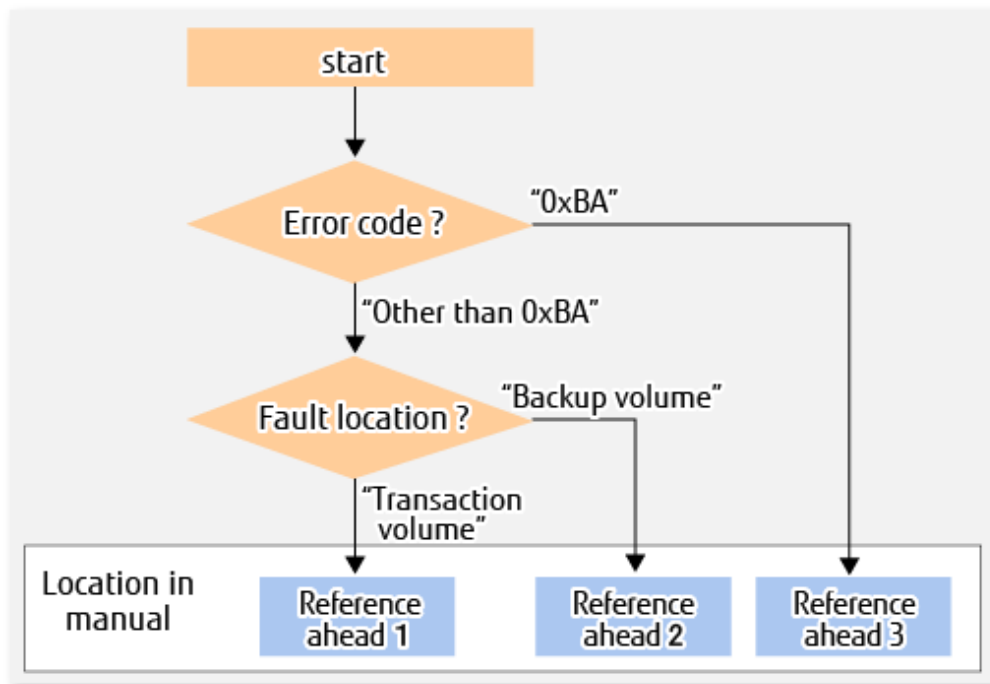 start
Error code ?
“0xBA”
“Other than 0xBA”
Fault location ?
“Backup volume”
“Transaction
volume”
Location in
manual
Reference
ahead 1
Reference
ahead 2
Reference
ahead 3